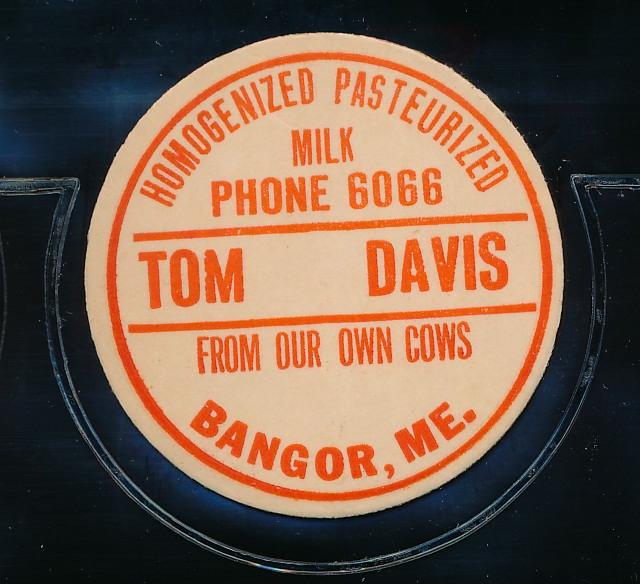 HOMOGENIZED PASTEURIZED
MILK
PHONE 6066
TOM DAVIS
FROM OUR OWN COWS
BANGOR, ME.